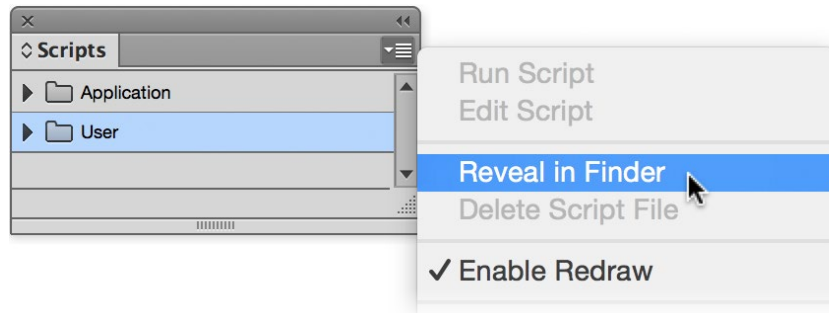 Scripts
Application
User
Run Script
Edit Script
Reveal in Finder
Delete Script File
✓ Enable Redraw